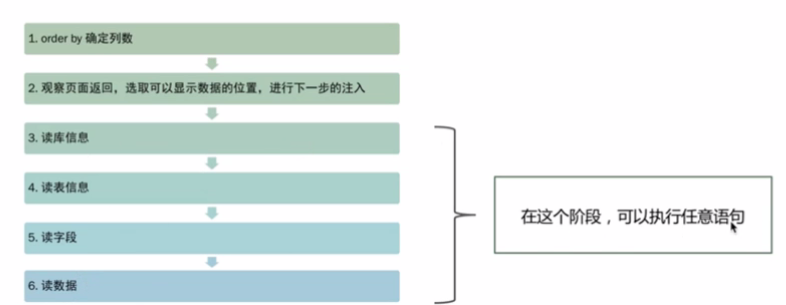 1. order by 确定列数
2. 观察页面返回，选取可以显示数据的位置，进行下一步的注入
3. 读库信息
4. 读表信息
5. 读字段
6. 读数据
在这个阶段，可以执行任意语句